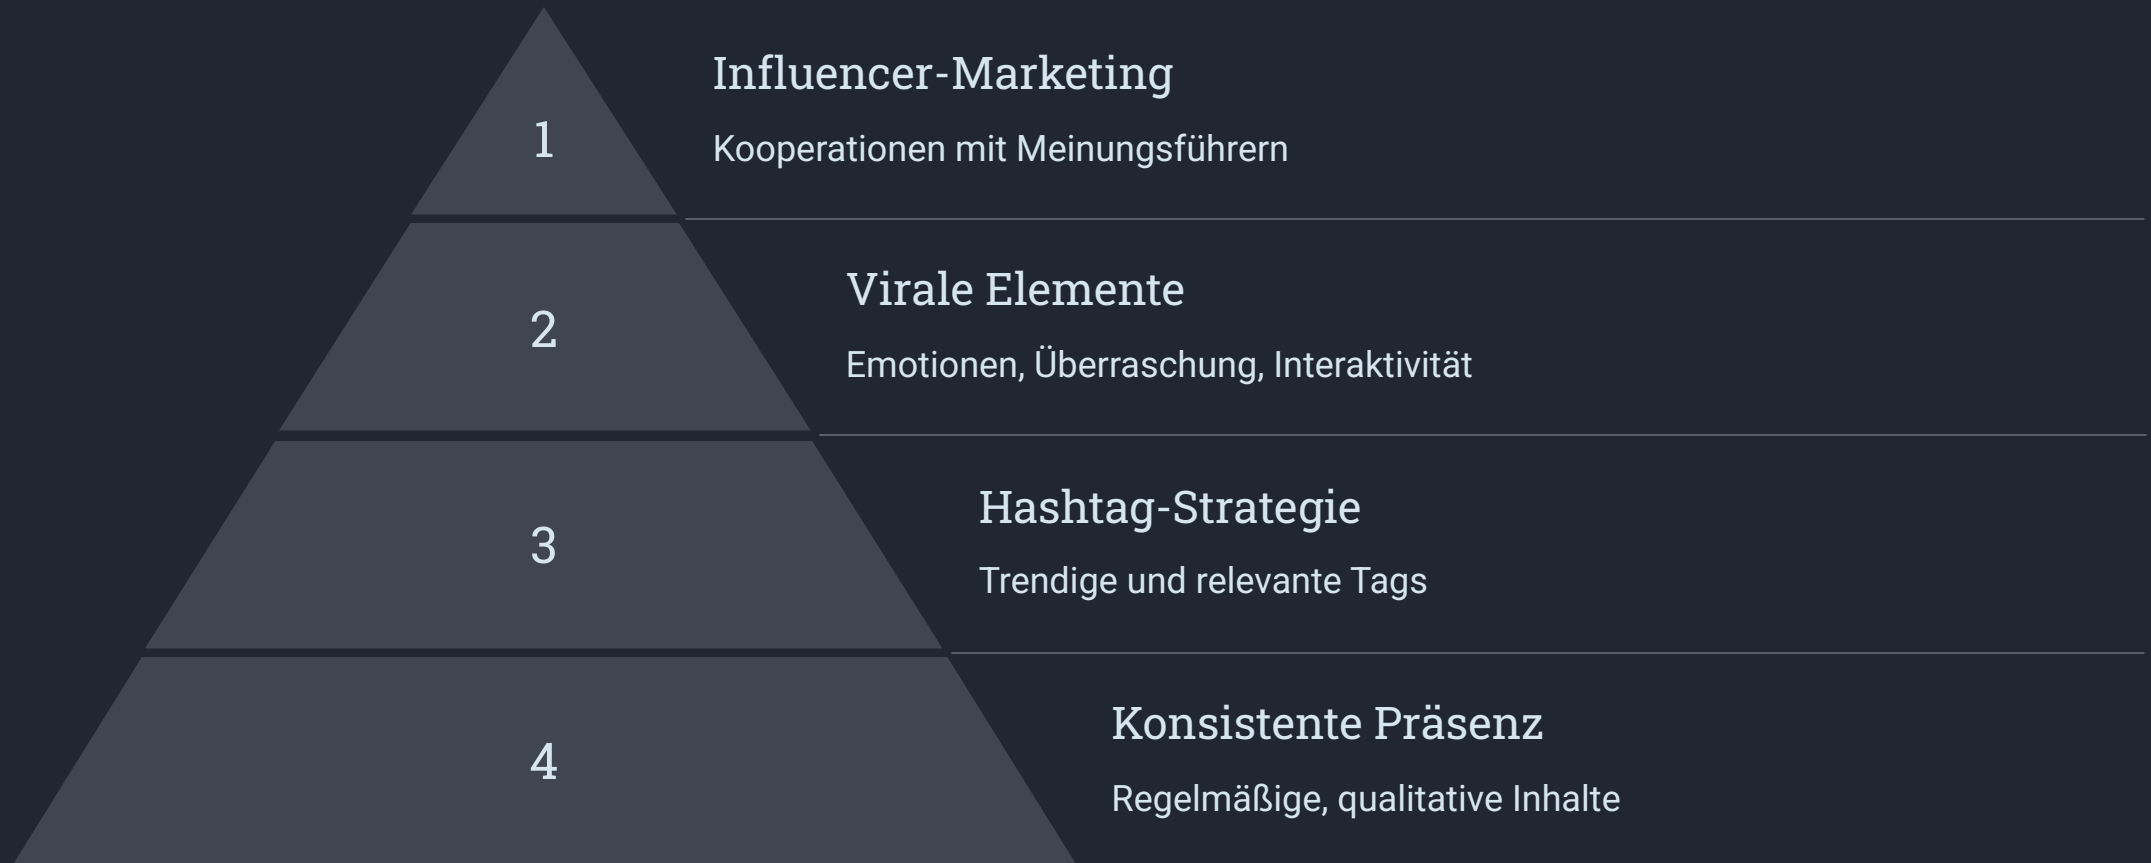 1
Influencer-Marketing
Kooperationen mit Meinungsführern
2
Virale Elemente
Emotionen, Überraschung, Interaktivität
3
Hashtag-Strategie
Trendige und relevante Tags
4
Konsistente Präsenz
Regelmäßige, qualitative Inhalte